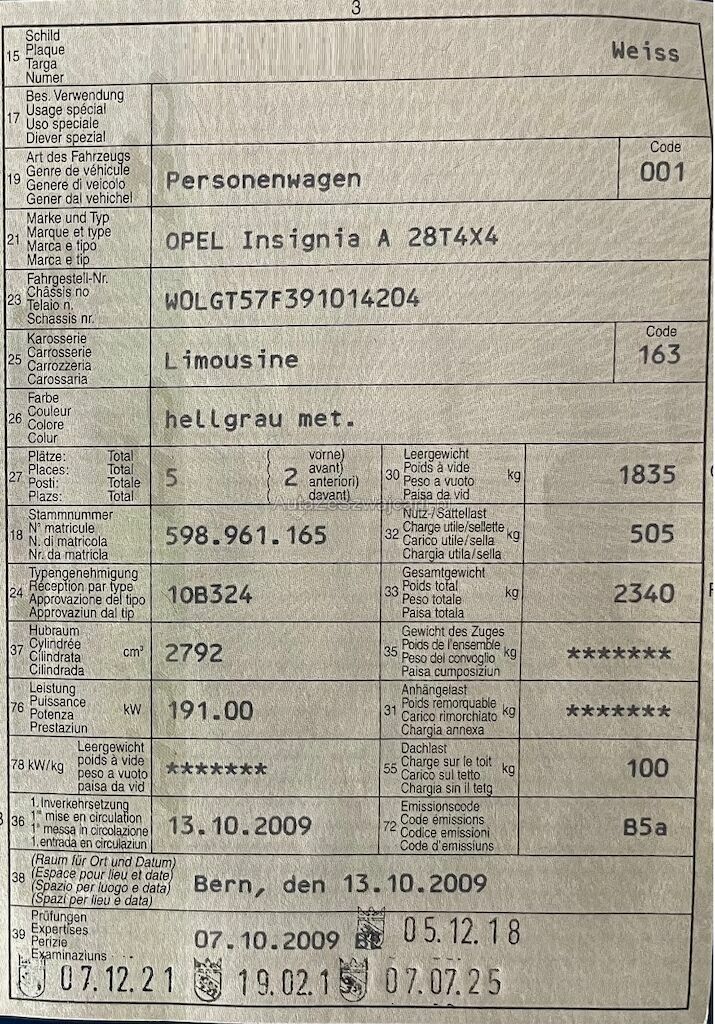 3
15 Schild
Plaque
Targa
Numer
Weiss
17 Bes. Verwendung
Usage spécial
Uso speciale
Diever spezial
19 Art des Fahrzeugs
Genre de véhicule
Genere di veicolo
Gener dal vehichel
Personenwagen
Code
001
21 Marke und Typ
Marque et type
Marca e tipo
Marca e tip
OPEL Insignia A 28T4X4
23 Fahrgestell-Nr.
Châssis no
Telaio n.
Schassis nr.
WOLGT57F391014204
25 Karosserie
Carrosserie
Carrozzeria
Carossaria
Limousine
Code
163
26 Farbe
Couleur
Colore
Colur
hellgrau met.
27 Plätze: Total
Places: Total
Posti: Totale
Plazs: Total
5
( vorne)
( avant)
( anteriori)
( davant)
2
30 Leergewicht
Poids à vide
Peso a vuoto
Paisa da vid
kg
1835
18 Stammnummer
N° matricule
N. di matricola
Nr. da matricla
598.961.165
32 Nutz-/Sattellast
Charge utile/sellette
Carico utile/sella
Chargia utila/sella
kg
505
24 Typengenehmigung
Réception par type
Approvazione del tipo
Approvaziun dal tip
1OB324
33 Gesamtgewicht
Poids total
Peso totale
Paisa totala
kg
2340
37 Hubraum
Cylindrée
Cilindrata
Cilindrada
cm³
2792
35 Gewicht des Zuges
Poids de l'ensemble
Peso del convoglio
Paisa cumposiziun
kg
*******
76 Leistung
Puissance
Potenza
Prestaziun
kW
191.00
31 Anhängelast
Poids remorquable
Carico rimorchiato
Chargia annexa
kg
*******
78 kW/kg
Leergewicht
poids à vide
peso a vuoto
paisa da vid
*******
55 Dachlast
Charge sur le toit
Carico sul tetto
Chargia sin il tetg
kg
100
36 1. Inverkehrsetzung
1re mise en circulation
1a messa in circolazione
1. entrada en circulaziun
13.10.2009
72 Emissionscode
Code émissions
Codice emissioni
Code d'emissiuns
B5a
38 (Raum für Ort und Datum)
(Espace pour lieu et date)
(Spazio per luogo e data)
(Spazi per lieu e data)
Bern, den 13.10.2009
39 Prüfungen
Expertises
Perizie
Examinaziuns
07.10.2009 BE
05.12.18
07.12.21
19.02.1
07.07.25